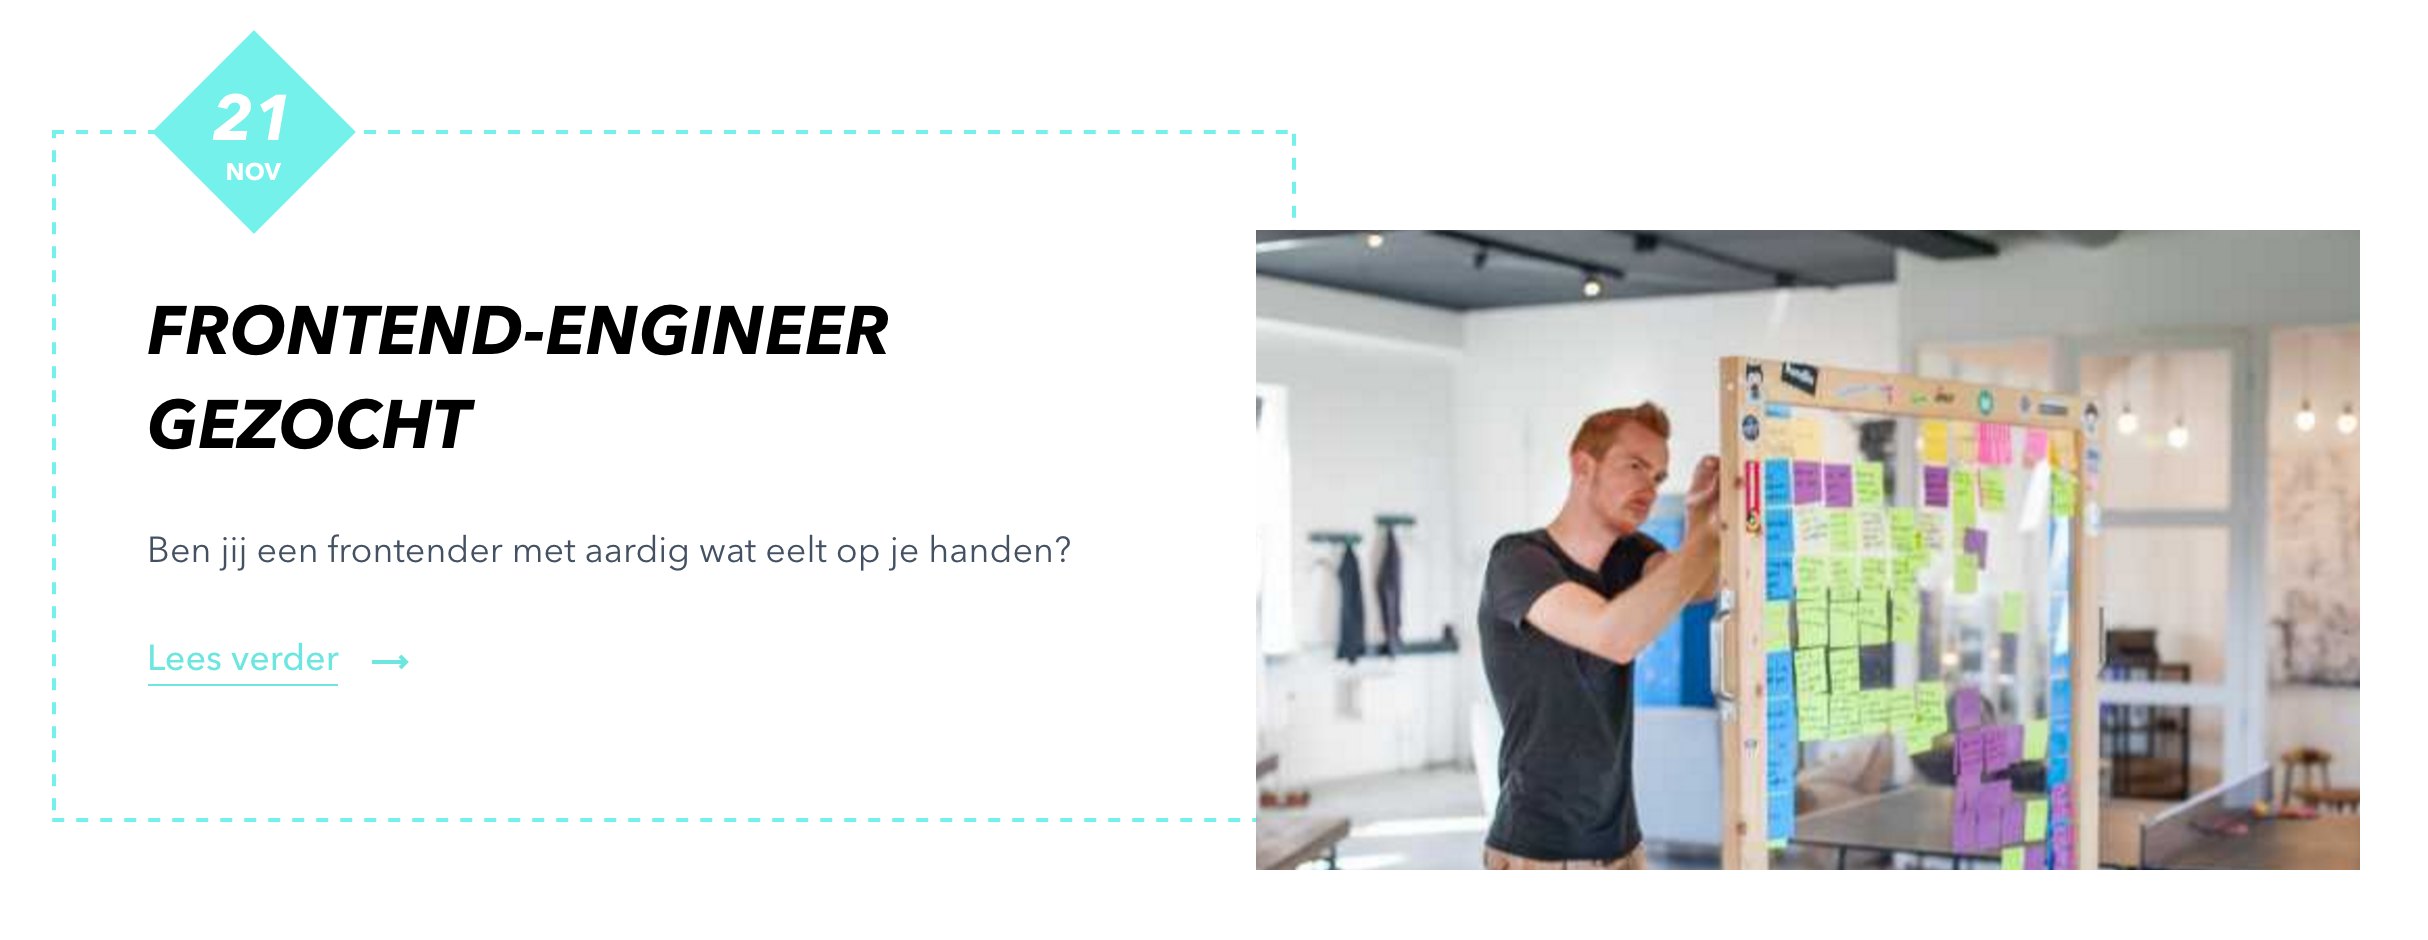 21
NOV
FRONTEND-ENGINEER
GEZOCHT
Ben jij een frontender met aardig wat eelt op je handen?
Lees verder